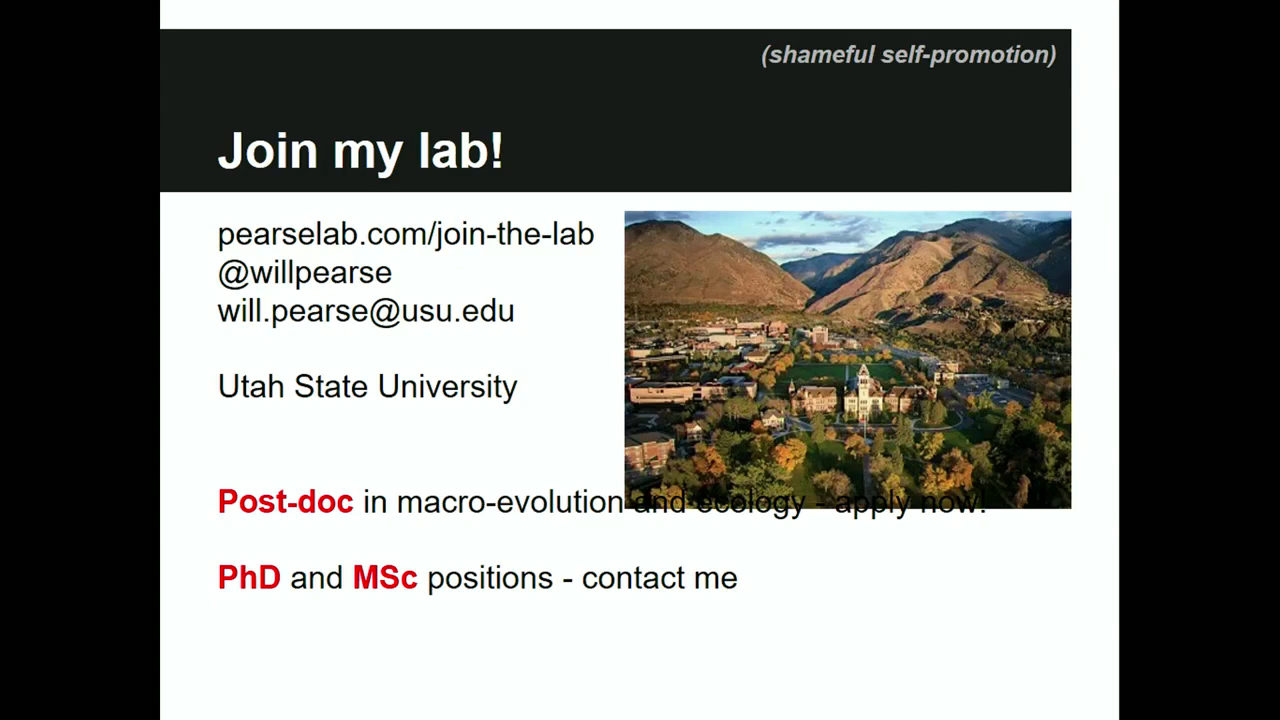 (shameful self-promotion)
Join my lab!
pearselab.com/join-the-lab
@willpearse
will.pearse@usu.edu
Utah State University
Post-doc in macro-evolution and ecology - apply now!
PhD and MSc positions - contact me